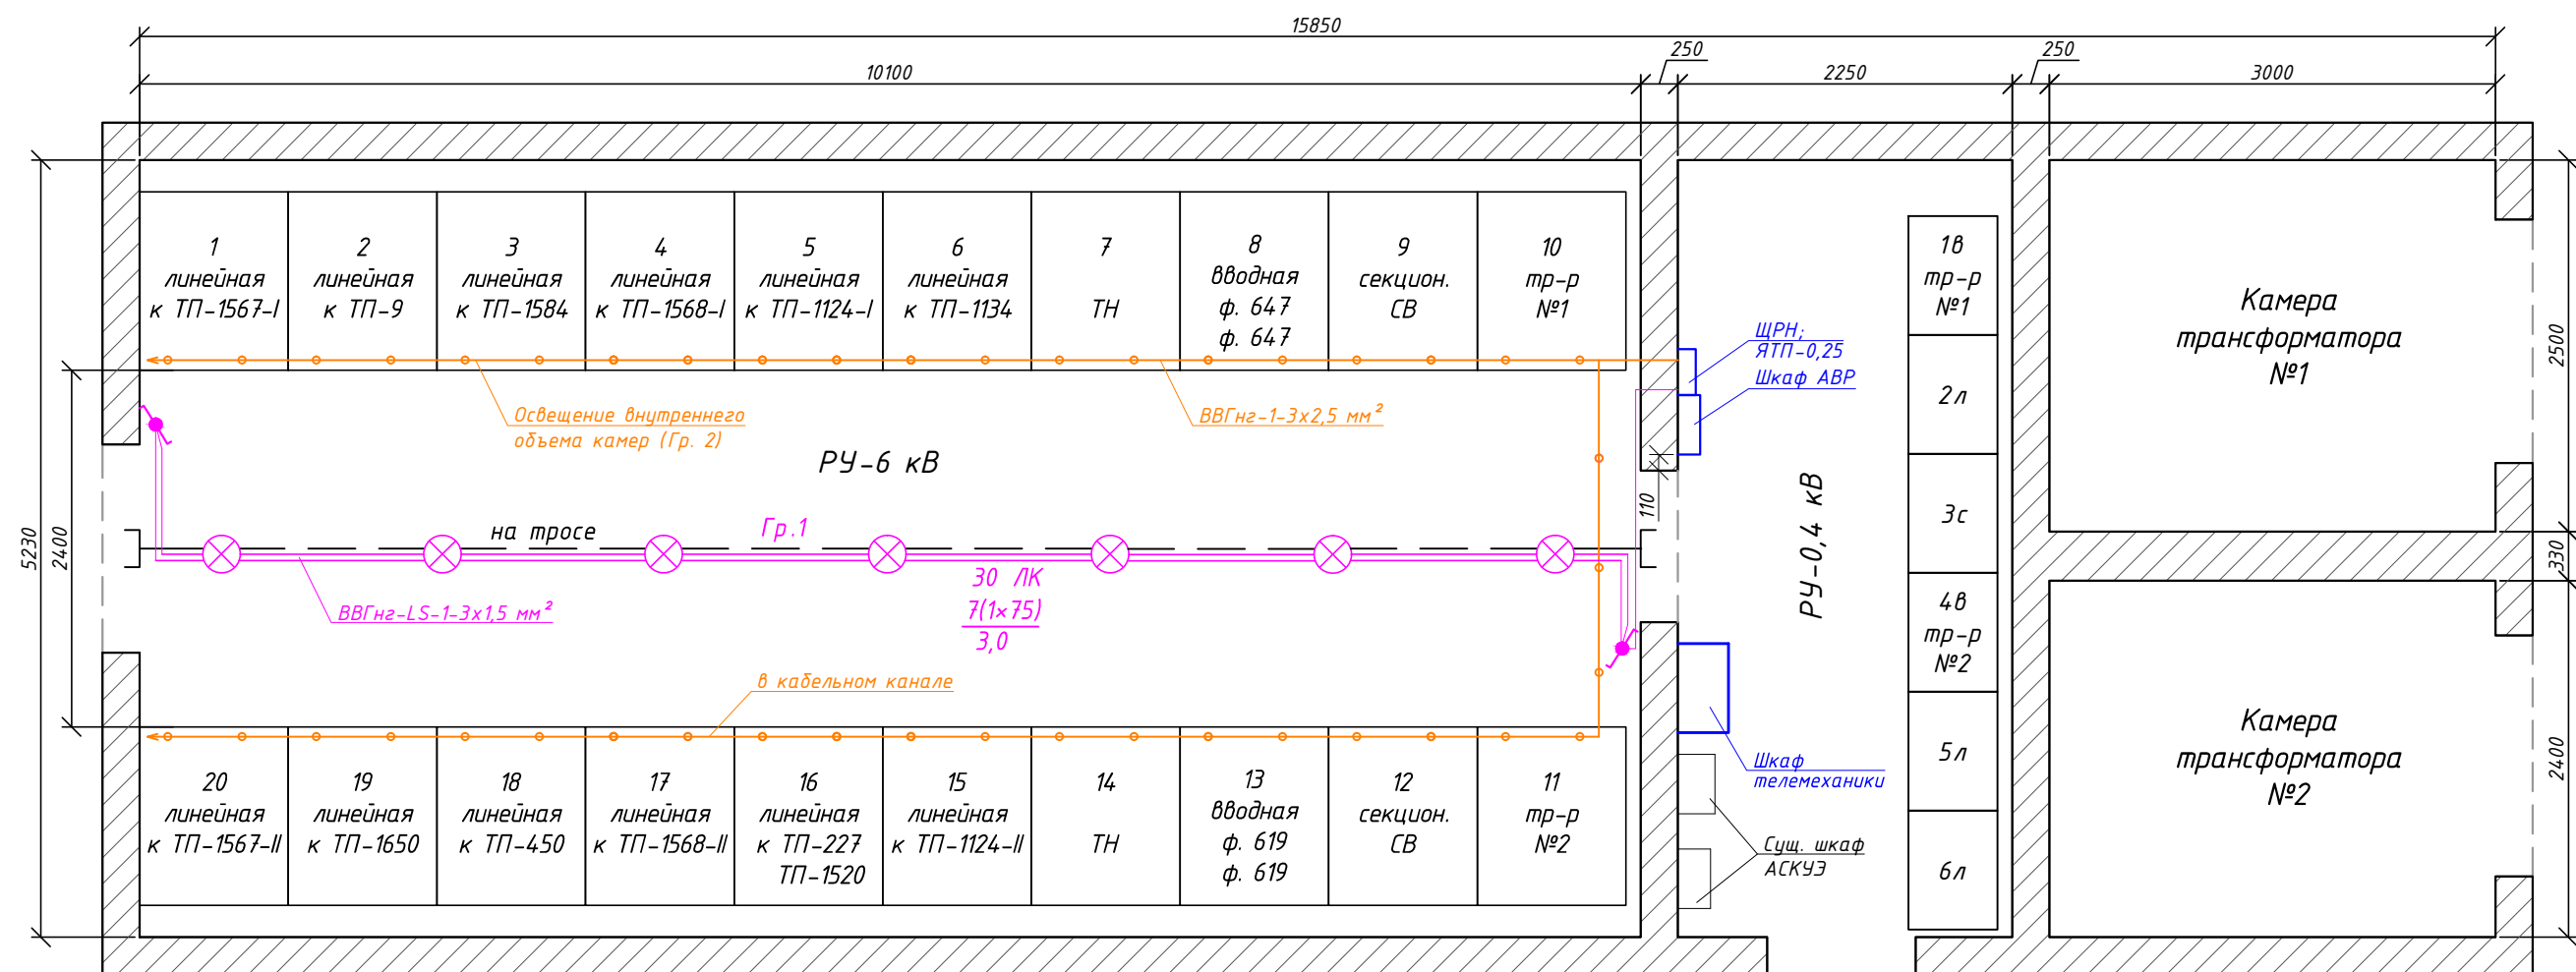 15850
10100
250
2250
250
3000
1
линейная
к ТП-1567-I
2
линейная
к ТП-9
3
линейная
к ТП-1584
4
линейная
к ТП-1568-I
5
линейная
к ТП-1124-I
6
линейная
к ТП-1134
7
ТН
8
вводная
ф. 647
ф. 647
9
секцион.
СВ
10
тр-р
№1
1в
тр-р
№1
2л
3с
4в
тр-р
№2
5л
6л
Камера
трансформатора
№1
Камера
трансформатора
№2
2500
330
2400
5230
2400
ЩРН;
ЯТП-0,25
Шкаф АВР
Освещение внутреннего
объема камер (Гр. 2)
ВВГнг-1-3х2,5 мм²
РУ-6 кВ
110
РУ-0,4 кВ
на тросе
Гр.1
ВВГнг-LS-1-3х1,5 мм²
30 ЛК
7(1×75)
3,0
в кабельном канале
Шкаф
телемеханики
Сущ. шкаф
АСКУЭ
20
линейная
к ТП-1567-II
19
линейная
к ТП-1650
18
линейная
к ТП-450
17
линейная
к ТП-1568-II
16
линейная
к ТП-227
ТП-1520
15
линейная
к ТП-1124-II
14
ТН
13
вводная
ф. 619
ф. 619
12
секцион.
СВ
11
тр-р
№2